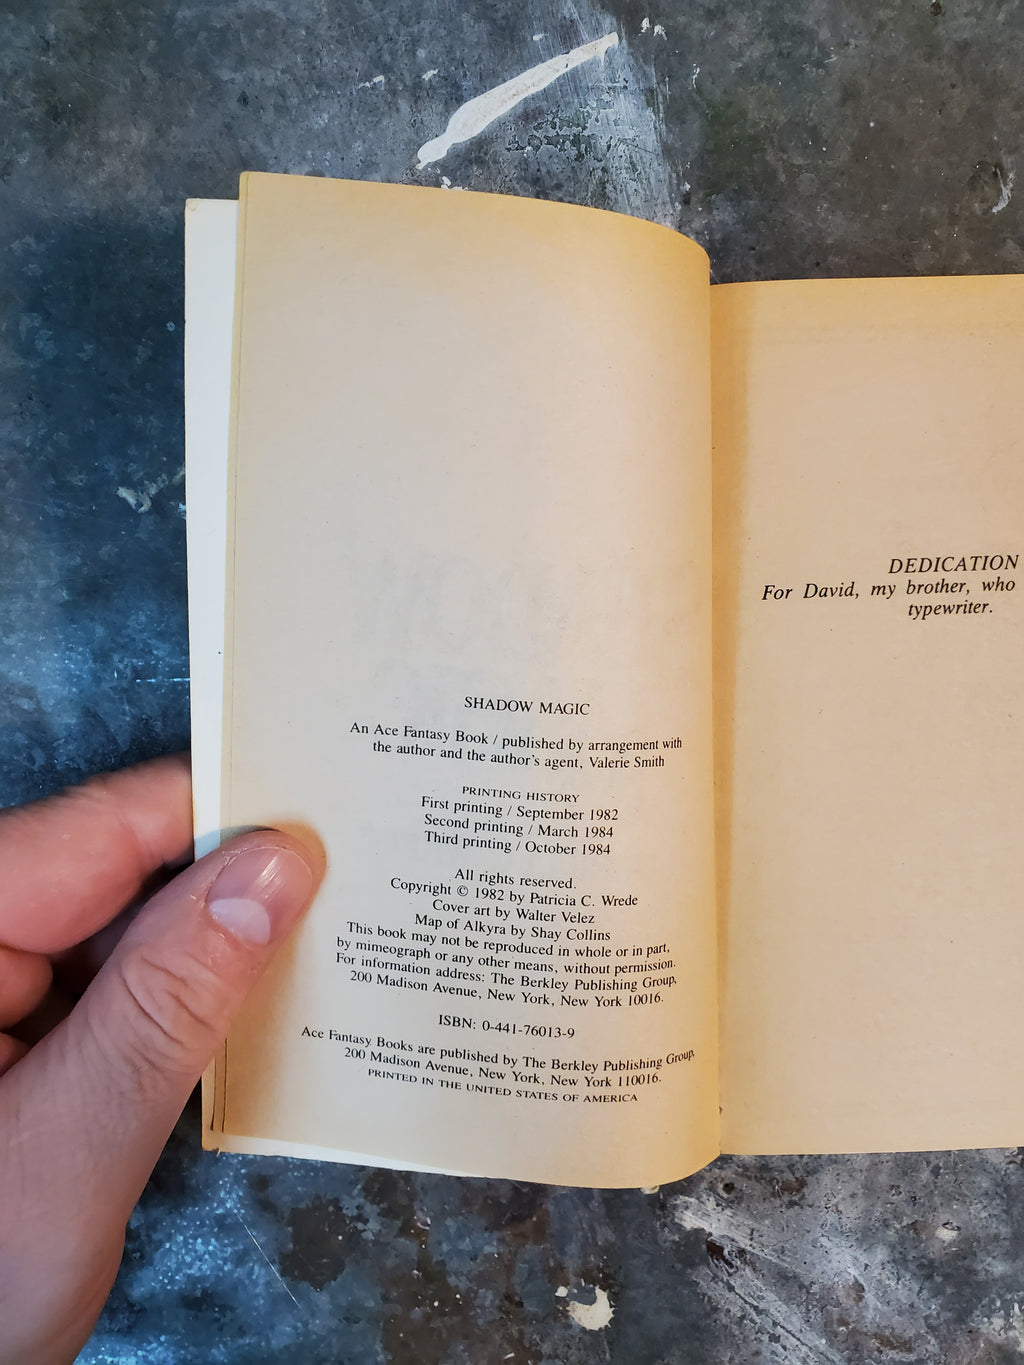 SHADOW MAGIC
An Ace Fantasy Book / published by arrangement with
the author and the author's agent, Valerie Smith
PRINTING HISTORY
First printing / September 1982
Second printing / March 1984
Third printing / October 1984
All rights reserved.
Copyright © 1982 by Patricia C. Wrede
Cover art by Walter Velez
Map of Alkyra by Shay Collins
This book may not be reproduced in whole or in part,
by mimeograph or any other means, without permission.
For information address: The Berkley Publishing Group,
200 Madison Avenue, New York, New York 10016.
ISBN: 0-441-76013-9
Ace Fantasy Books are published by The Berkley Publishing Group,
200 Madison Avenue, New York, New York 110016.
PRINTED IN THE UNITED STATES OF AMERICA
DEDICATION
For David, my brother, who
typewriter.